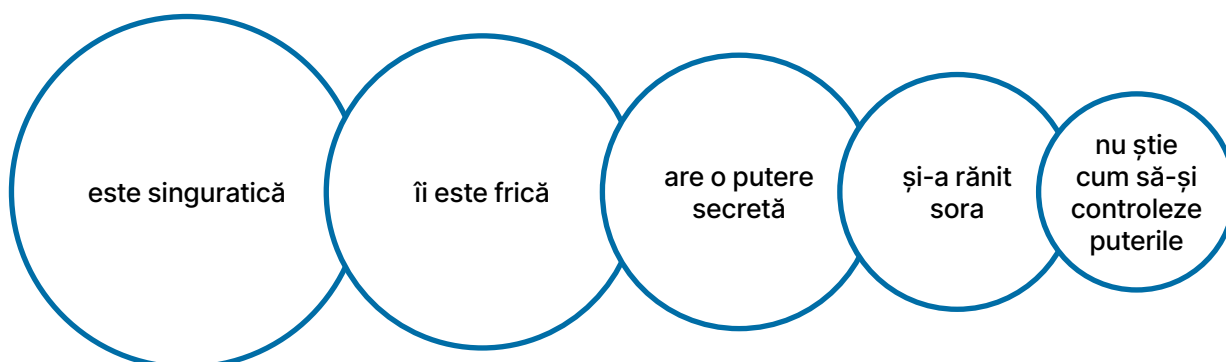 este singuratică
îi este frică
are o putere
secretă
și-a rănit
sora
nu știe
cum să-și
controleze
puterile